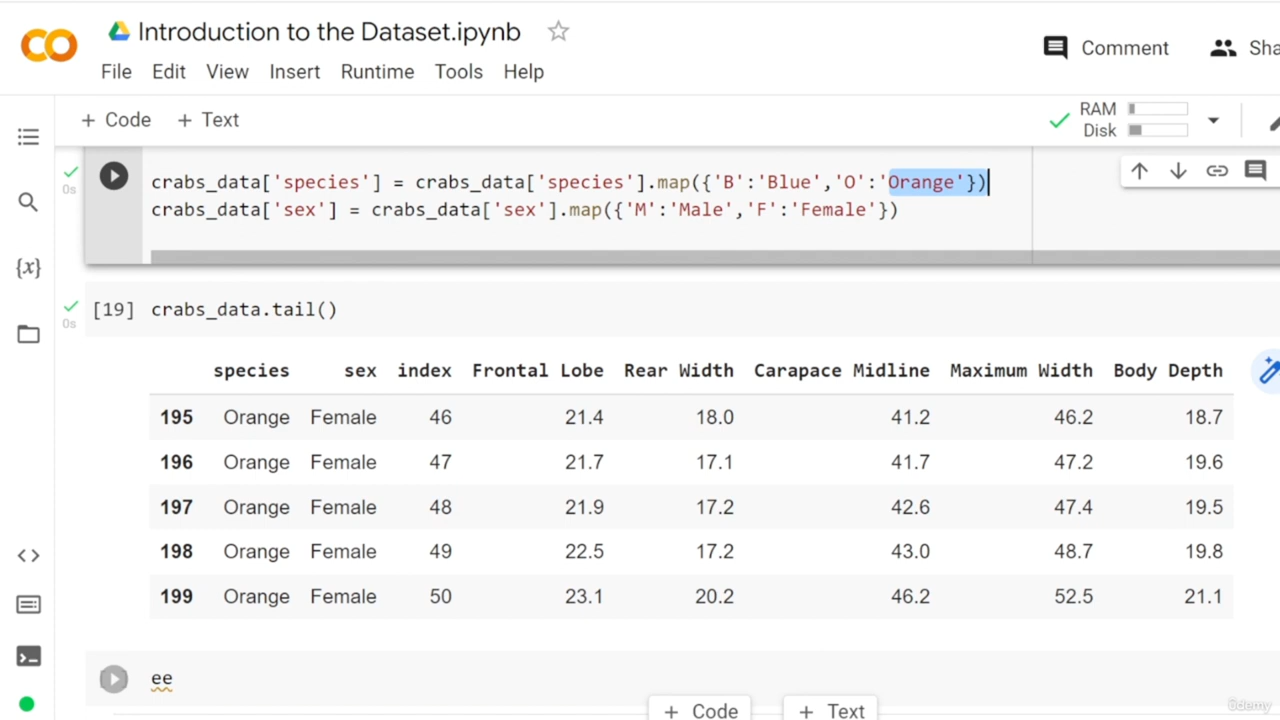 Introduction to the Dataset.ipynb
Comment
Sha
File Edit View Insert Runtime Tools Help
+ Code + Text
RAM
Disk
0s
crabs_data['species'] = crabs_data['species'].map({'B':'Blue','O':'Orange'})
crabs_data['sex'] = crabs_data['sex'].map({'M':'Male','F':'Female'})
{x}
0s
[19] crabs_data.tail()
species sex index Frontal Lobe Rear Width Carapace Midline Maximum Width Body Depth
195 Orange Female 46 21.4 18.0 41.2 46.2 18.7
196 Orange Female 47 21.7 17.1 41.7 47.2 19.6
197 Orange Female 48 21.9 17.2 42.6 47.4 19.5
198 Orange Female 49 22.5 17.2 43.0 48.7 19.8
199 Orange Female 50 23.1 20.2 46.2 52.5 21.1
ee
+ Code + Text
ûdemy